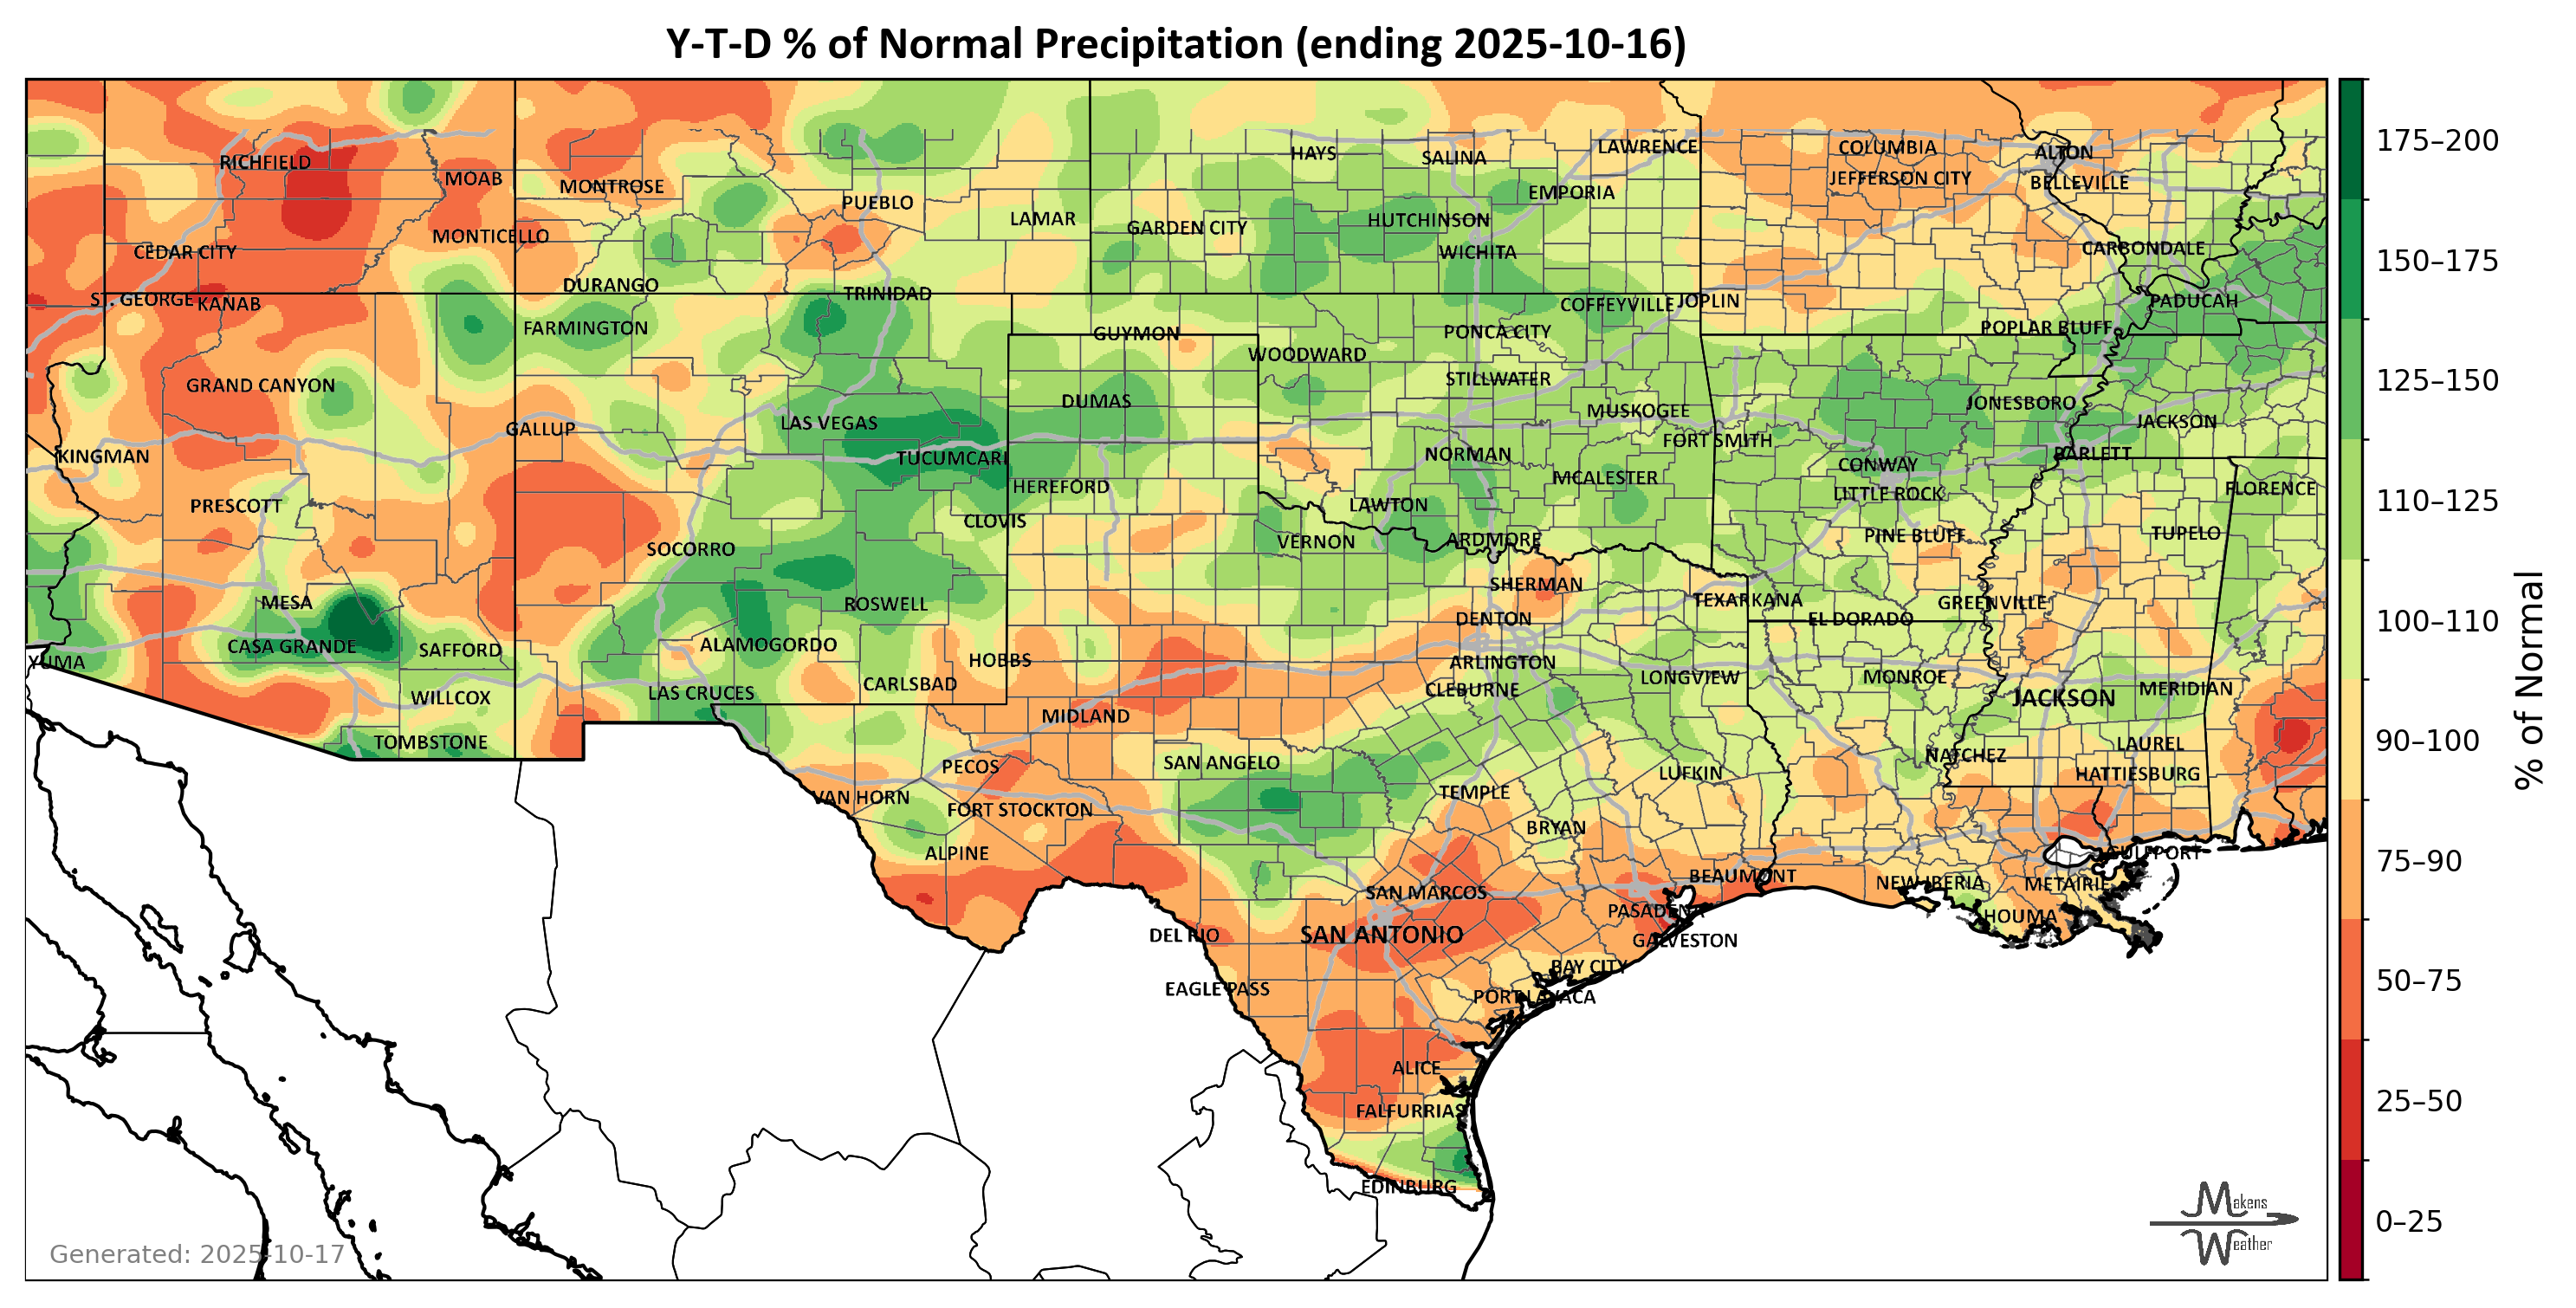 Y-T-D % of Normal Precipitation (ending 2025-10-16)
HAYS
SALINA
LAWRENCE
COLUMBIA
ALTON
RICHFIELD
MOAB
MONTROSE
JEFFERSON CITY
BELLEVILLE
PUEBLO
EMPORIA
LAMAR
GARDEN CITY
HUTCHINSON
MONTICELLO
CEDAR CITY
WICHITA
CARBONDALE
DURANGO
TRINIDAD
ST. GEORGE
KANAB
COFFEYVILLE
JOPLIN
PADUCAH
FARMINGTON
GUYMON
PONCA CITY
POPLAR BLUFF
WOODWARD
GRAND CANYON
STILLWATER
DUMAS
MUSKOGEE
JONESBORO
LAS VEGAS
GALLUP
JACKSON
FORT SMITH
KINGMAN
TUCUMCARI
NORMAN
BARLETT
CONWAY
MCALESTER
HEREFORD
FLORENCE
PRESCOTT
LAWTON
LITTLE ROCK
CLOVIS
PINE BLUFF
TUPELO
SOCORRO
VERNON
ARDMORE
SHERMAN
MESA
ROSWELL
TEXARKANA
GREENVILLE
DENTON
EL DORADO
CASA GRANDE
SAFFORD
ALAMOGORDO
YUMA
HOBBS
ARLINGTON
LONGVIEW
MONROE
CARLSBAD
CLEBURNE
MERIDIAN
WILLCOX
LAS CRUCES
JACKSON
MIDLAND
TOMBSTONE
LAUREL
NATCHEZ
SAN ANGELO
PECOS
LUFKIN
HATTIESBURG
VAN HORN
TEMPLE
FORT STOCKTON
BRYAN
ALPINE
GULFPORT
BEAUMONT
NEW IBERIA
METAIRIE
SAN MARCOS
PASADENA
HOUMA
DEL RIO
SAN ANTONIO
GALVESTON
BAY CITY
EAGLE PASS
PORT LAVACA
ALICE
FALFURRIAS
EDINBURG
Generated: 2025-10-17
Makens
Weather
175–200
150–175
125–150
110–125
100–110
90–100
75–90
50–75
25–50
0–25
% of Normal